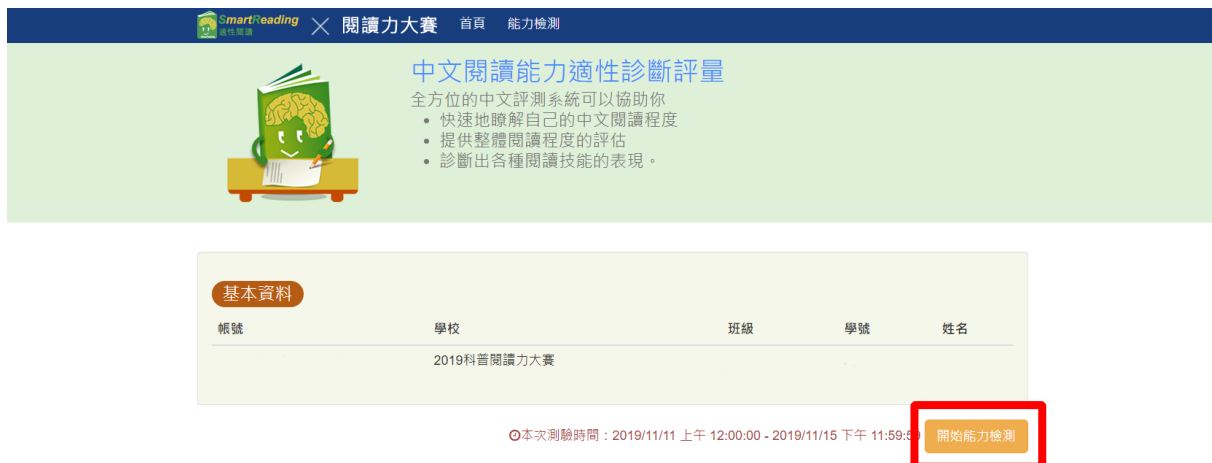 SmartReading
適性閱讀
閱讀力大賽 首頁 能力檢測
中文閱讀能力適性診斷評量
全方位的中文評測系統可以協助你
• 快速地瞭解自己的中文閱讀程度
• 提供整體閱讀程度的評估
• 診斷出各種閱讀技能的表現。
基本資料
帳號 學校 班級 學號 姓名
2019科普閱讀力大賽
本次測驗時間：2019/11/11 上午 12:00:00 - 2019/11/15 下午 11:59:59 開始能力檢測